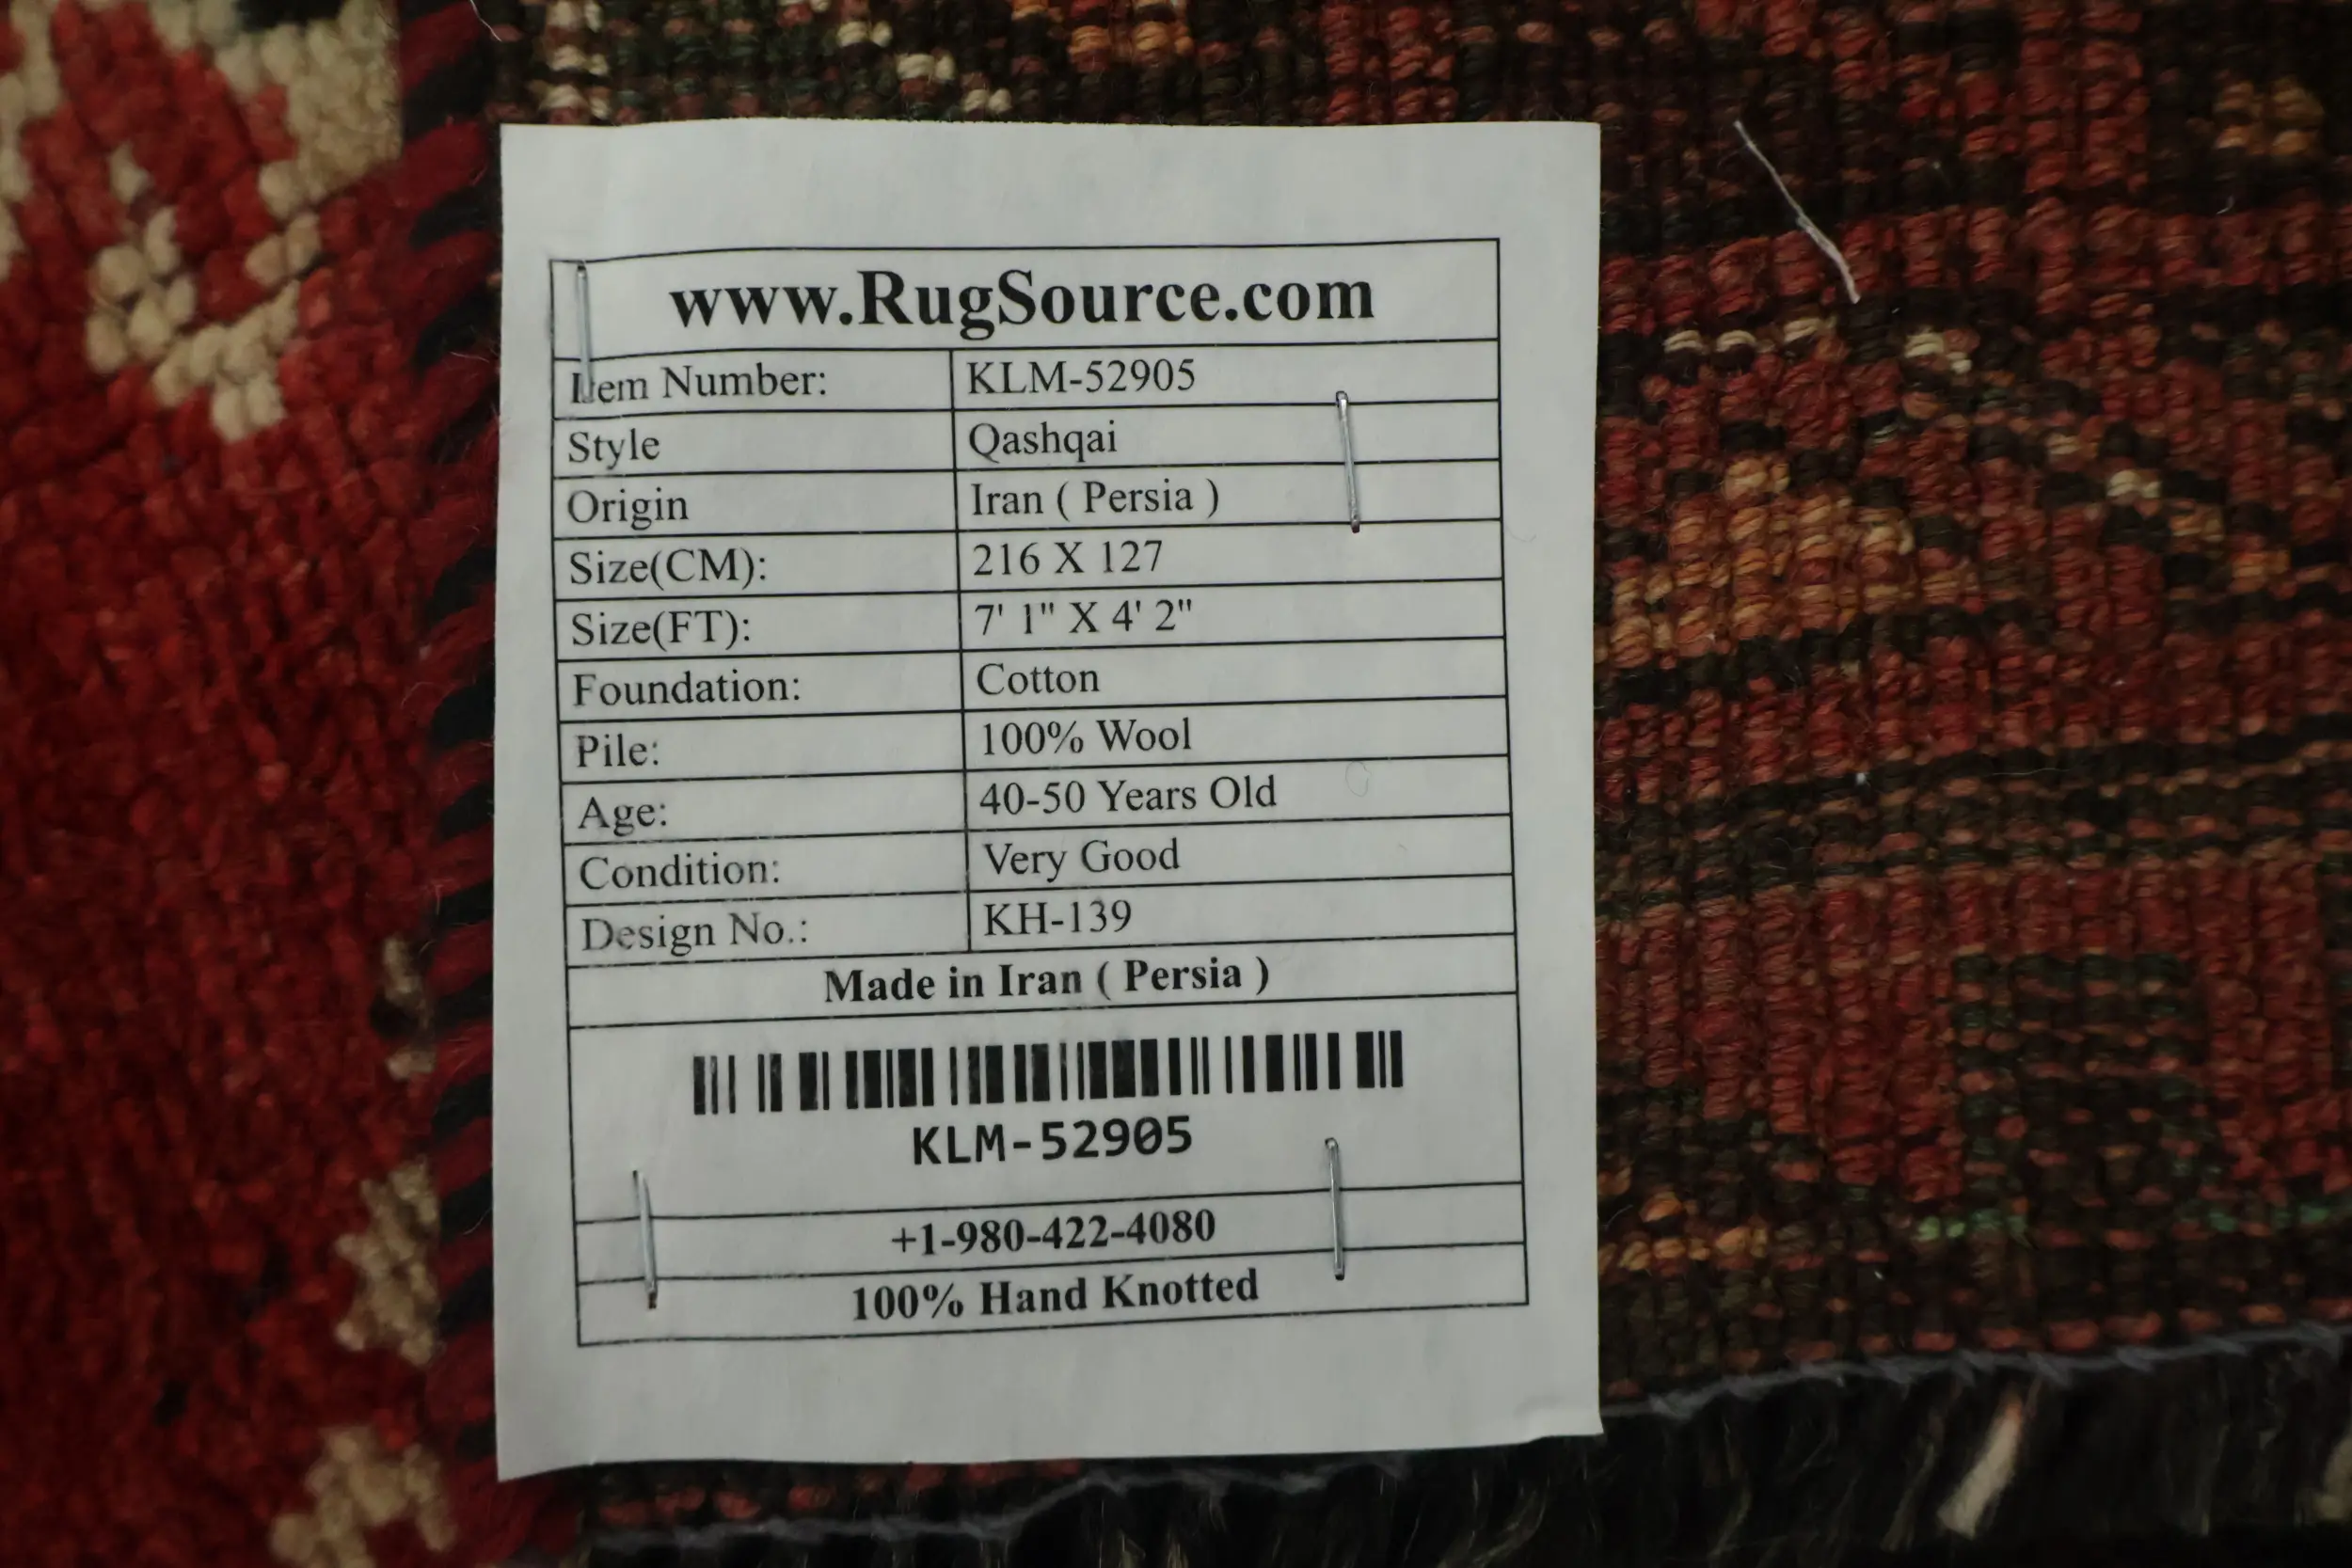 www.RugSource.com
Item Number: KLM-52905
Style Qashqai
Origin Iran ( Persia )
Size(CM): 216 X 127
Size(FT): 7' 1" X 4' 2"
Foundation: Cotton
Pile: 100% Wool
Age: 40-50 Years Old
Condition: Very Good
Design No.: KH-139
Made in Iran ( Persia )
KLM-52905
+1-980-422-4080
100% Hand Knotted